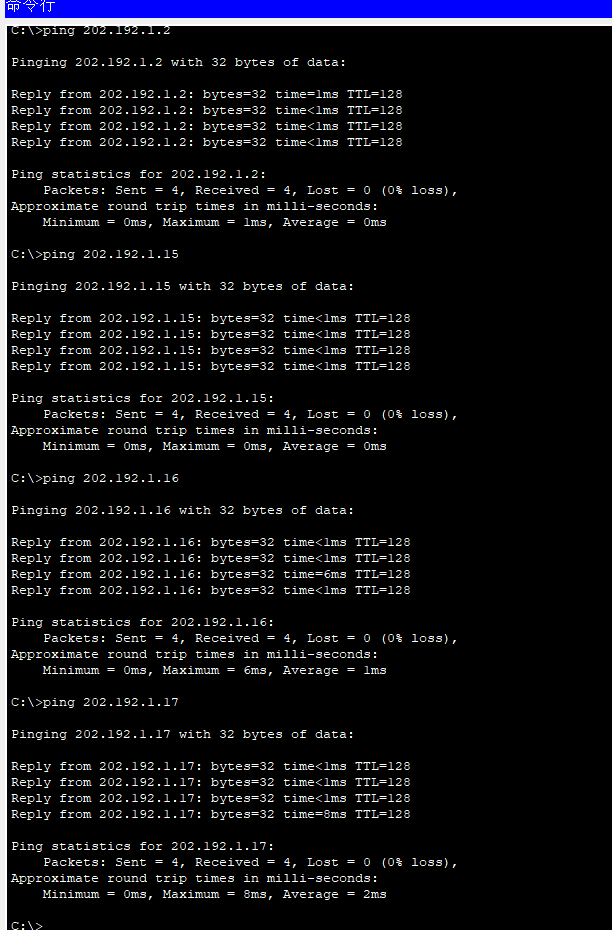 命令行
C:\>ping 202.192.1.2
Pinging 202.192.1.2 with 32 bytes of data:
Reply from 202.192.1.2: bytes=32 time=1ms TTL=128
Reply from 202.192.1.2: bytes=32 time<1ms TTL=128
Reply from 202.192.1.2: bytes=32 time<1ms TTL=128
Reply from 202.192.1.2: bytes=32 time<1ms TTL=128
Ping statistics for 202.192.1.2:
Packets: Sent = 4, Received = 4, Lost = 0 (0% loss),
Approximate round trip times in milli-seconds:
Minimum = 0ms, Maximum = 1ms, Average = 0ms
C:\>ping 202.192.1.15
Pinging 202.192.1.15 with 32 bytes of data:
Reply from 202.192.1.15: bytes=32 time<1ms TTL=128
Reply from 202.192.1.15: bytes=32 time<1ms TTL=128
Reply from 202.192.1.15: bytes=32 time<1ms TTL=128
Reply from 202.192.1.15: bytes=32 time<1ms TTL=128
Ping statistics for 202.192.1.15:
Packets: Sent = 4, Received = 4, Lost = 0 (0% loss),
Approximate round trip times in milli-seconds:
Minimum = 0ms, Maximum = 0ms, Average = 0ms
C:\>ping 202.192.1.16
Pinging 202.192.1.16 with 32 bytes of data:
Reply from 202.192.1.16: bytes=32 time<1ms TTL=128
Reply from 202.192.1.16: bytes=32 time<1ms TTL=128
Reply from 202.192.1.16: bytes=32 time=6ms TTL=128
Reply from 202.192.1.16: bytes=32 time<1ms TTL=128
Ping statistics for 202.192.1.16:
Packets: Sent = 4, Received = 4, Lost = 0 (0% loss),
Approximate round trip times in milli-seconds:
Minimum = 0ms, Maximum = 6ms, Average = 1ms
C:\>ping 202.192.1.17
Pinging 202.192.1.17 with 32 bytes of data:
Reply from 202.192.1.17: bytes=32 time<1ms TTL=128
Reply from 202.192.1.17: bytes=32 time<1ms TTL=128
Reply from 202.192.1.17: bytes=32 time<1ms TTL=128
Reply from 202.192.1.17: bytes=32 time=8ms TTL=128
Ping statistics for 202.192.1.17:
Packets: Sent = 4, Received = 4, Lost = 0 (0% loss),
Approximate round trip times in milli-seconds:
Minimum = 0ms, Maximum = 8ms, Average = 2ms
C:\>